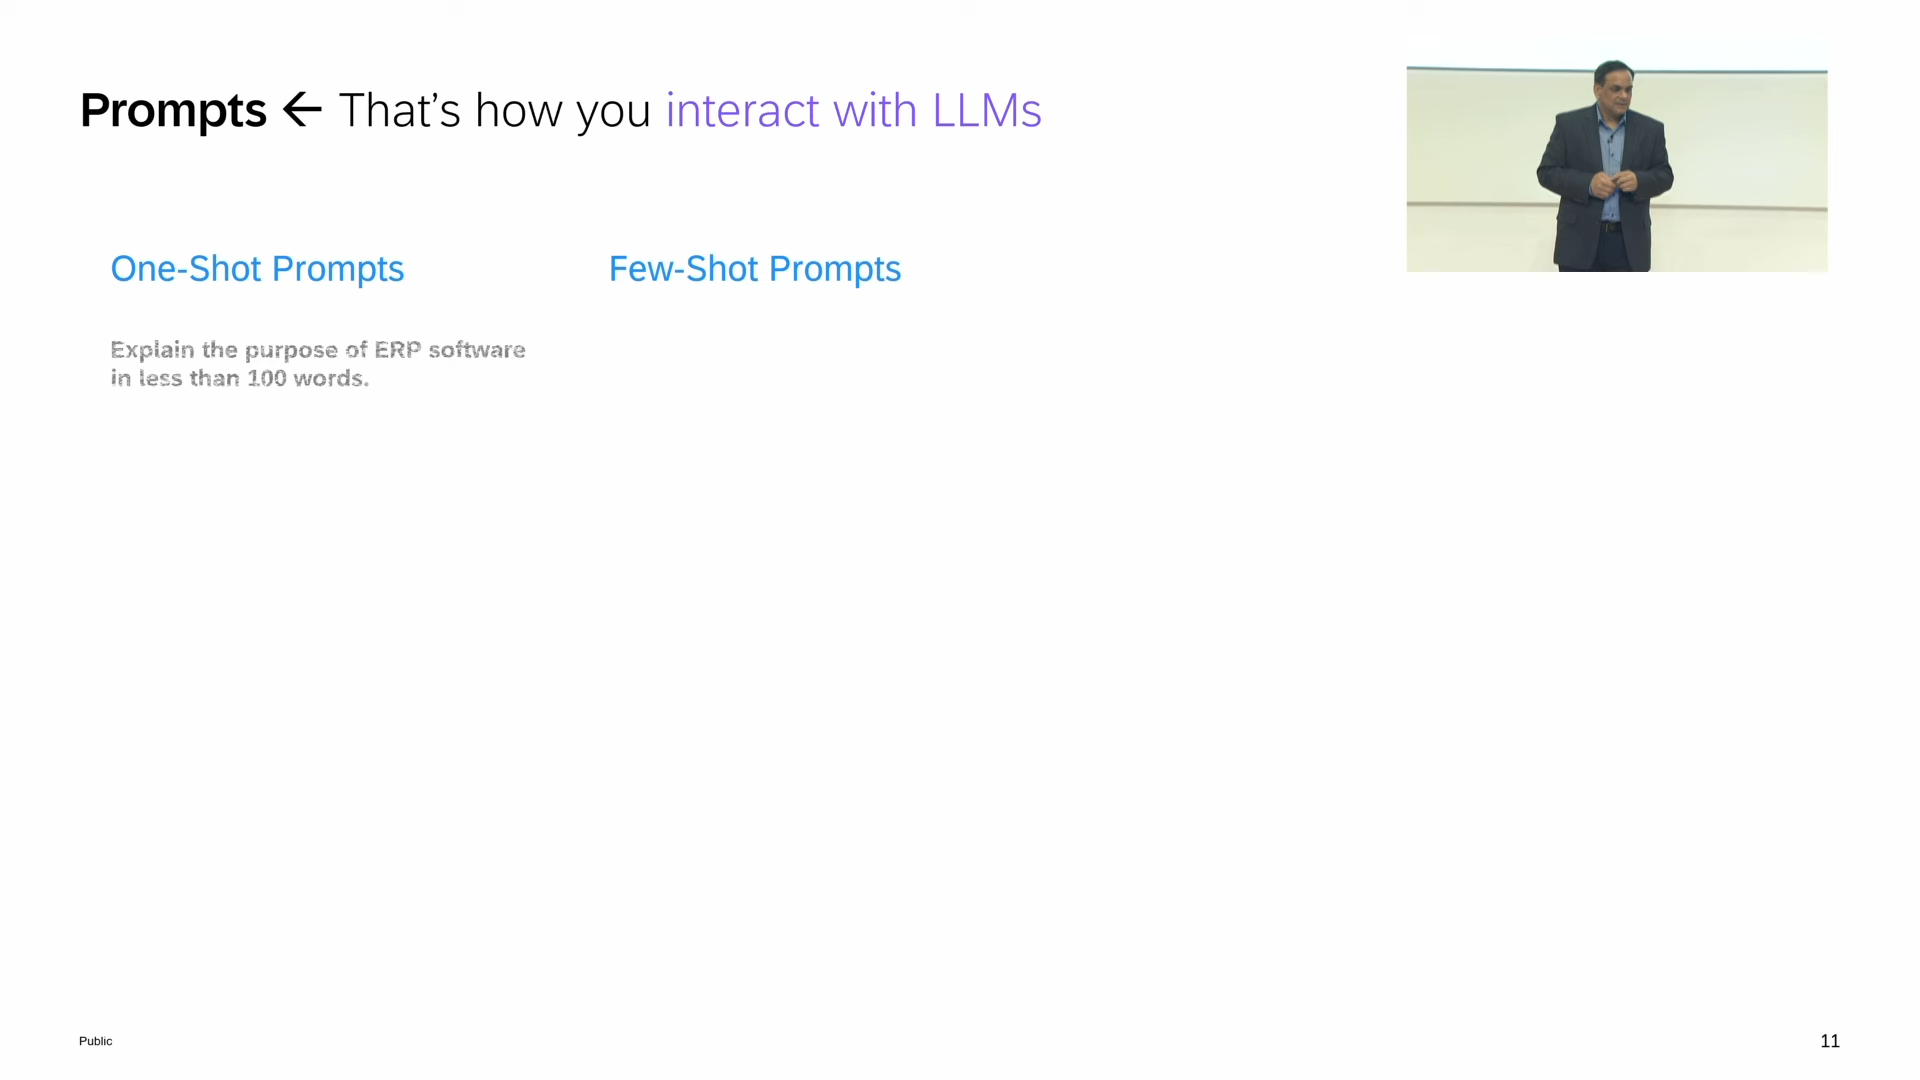 Prompts ← That’s how you interact with LLMs
One-Shot Prompts
Few-Shot Prompts
Explain the purpose of ERP software
in less than 100 words.
Public
11